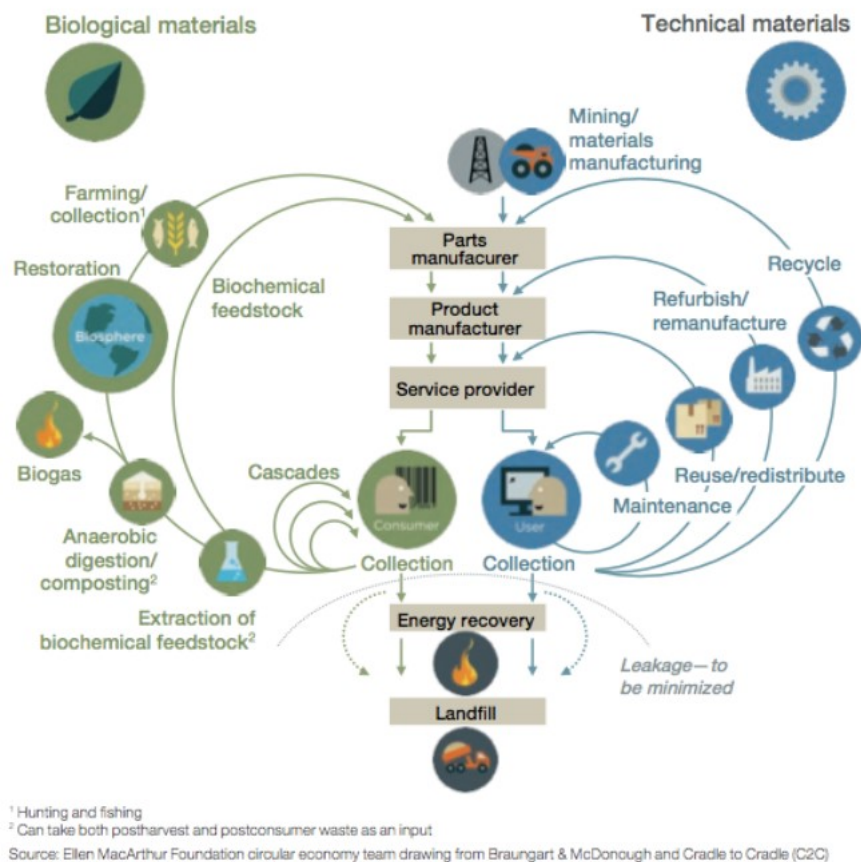 Biological materials
Technical materials
Mining/
materials
manufacturing
Farming/
collection¹
Restoration
Biosphere
Biochemical
feedstock
Biogas
Anaerobic
digestion/
composting²
Extraction of
biochemical feedstock²
Cascades
Parts
manufacurer
Product
manufacturer
Service provider
Consumer
User
Collection
Collection
Recycle
Refurbish/
remanufacture
Reuse/redistribute
Maintenance
Energy recovery
Leakage—to
be minimized
Landfill
¹ Hunting and fishing
² Can take both postharvest and postconsumer waste as an input
Source: Ellen MacArthur Foundation circular economy team drawing from Braungart & McDonough and Cradle to Cradle (C2C)